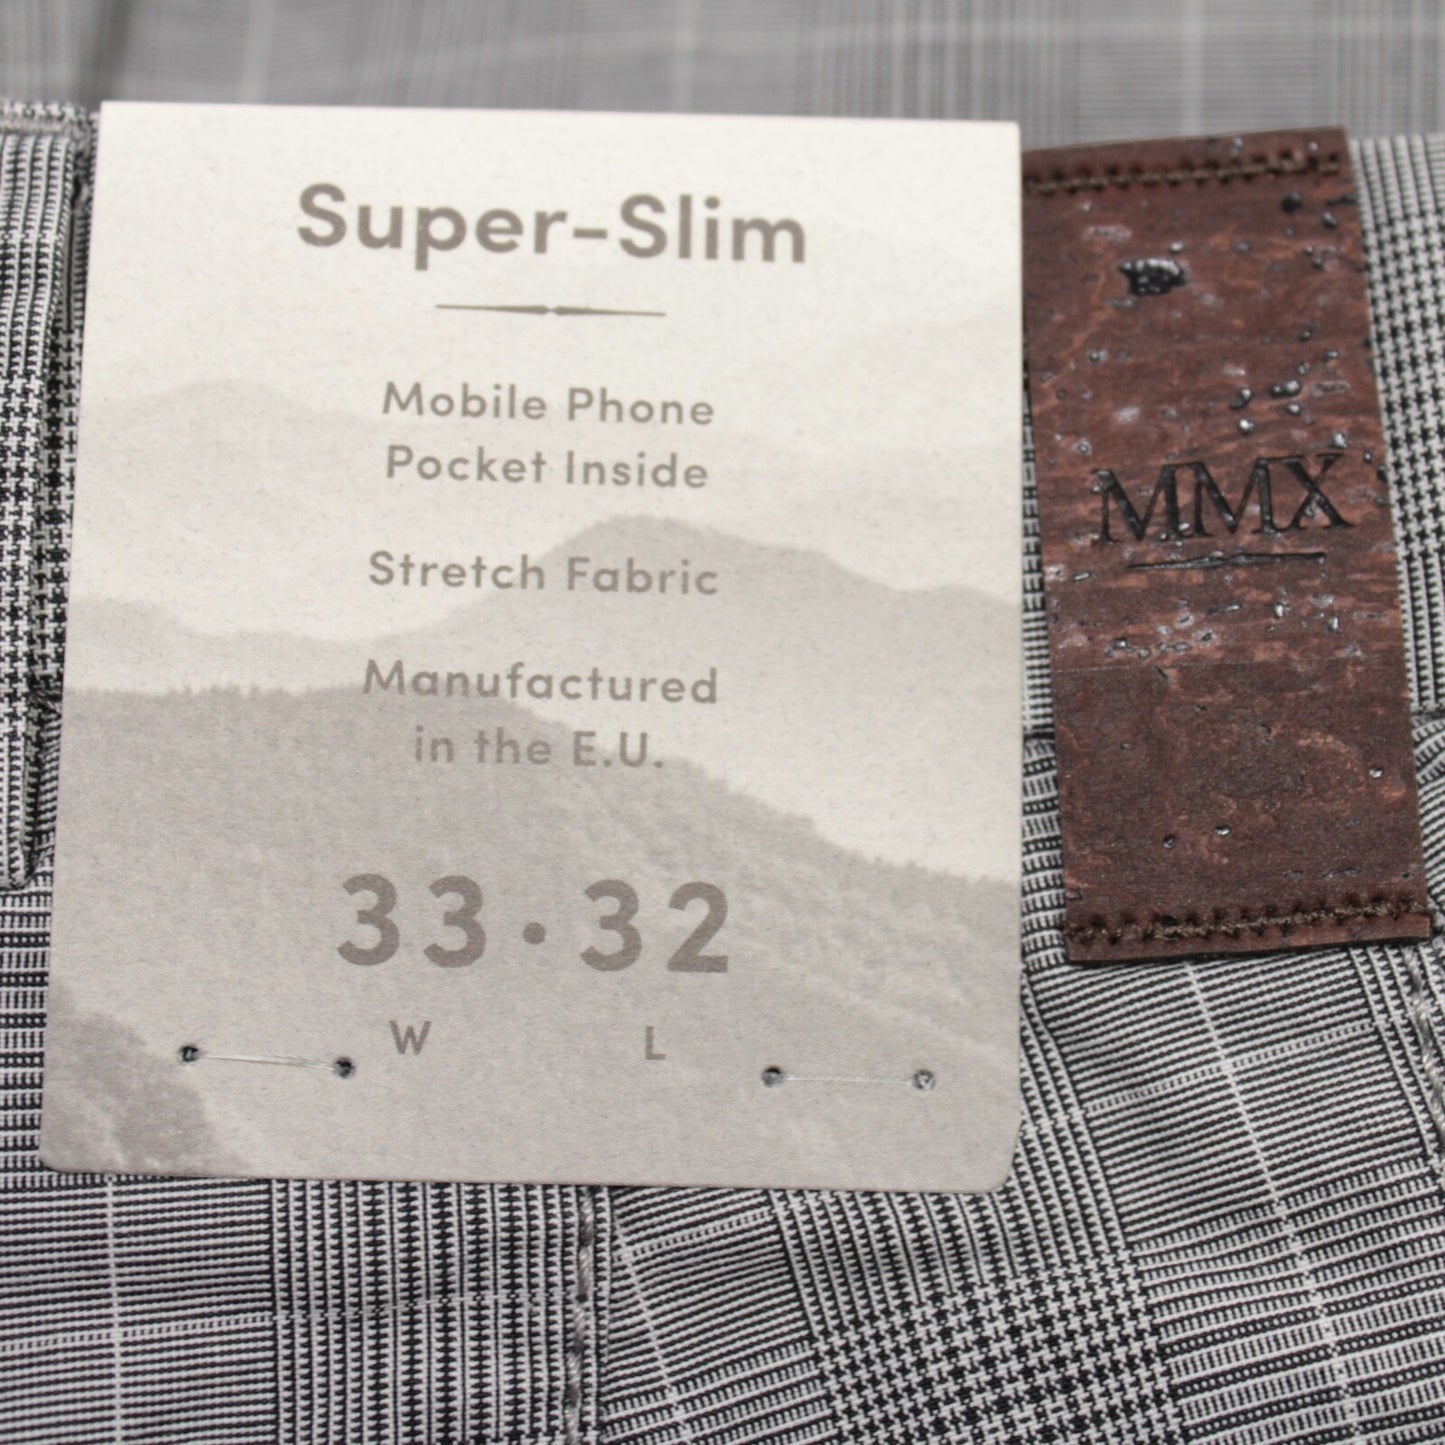 Super-Slim
Mobile Phone
Pocket Inside
Stretch Fabric
Manufactured
in the E.U.
33·32
W L
MMX